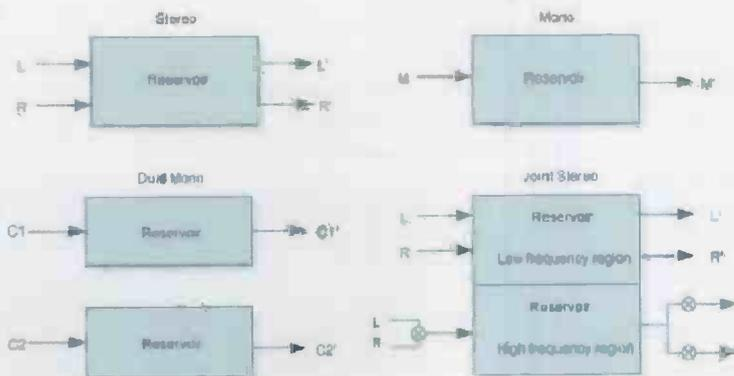 Stereo
L
Reservoir
L'
R
R'
Mono
M
Reservoir
M'
Dual Mono
C1
Reservoir
C1'
C2
Reservoir
C2'
Joint Stereo
L
Reservoir
L'
R
Low frequency region
R'
L
R
Reservoir
High frequency region